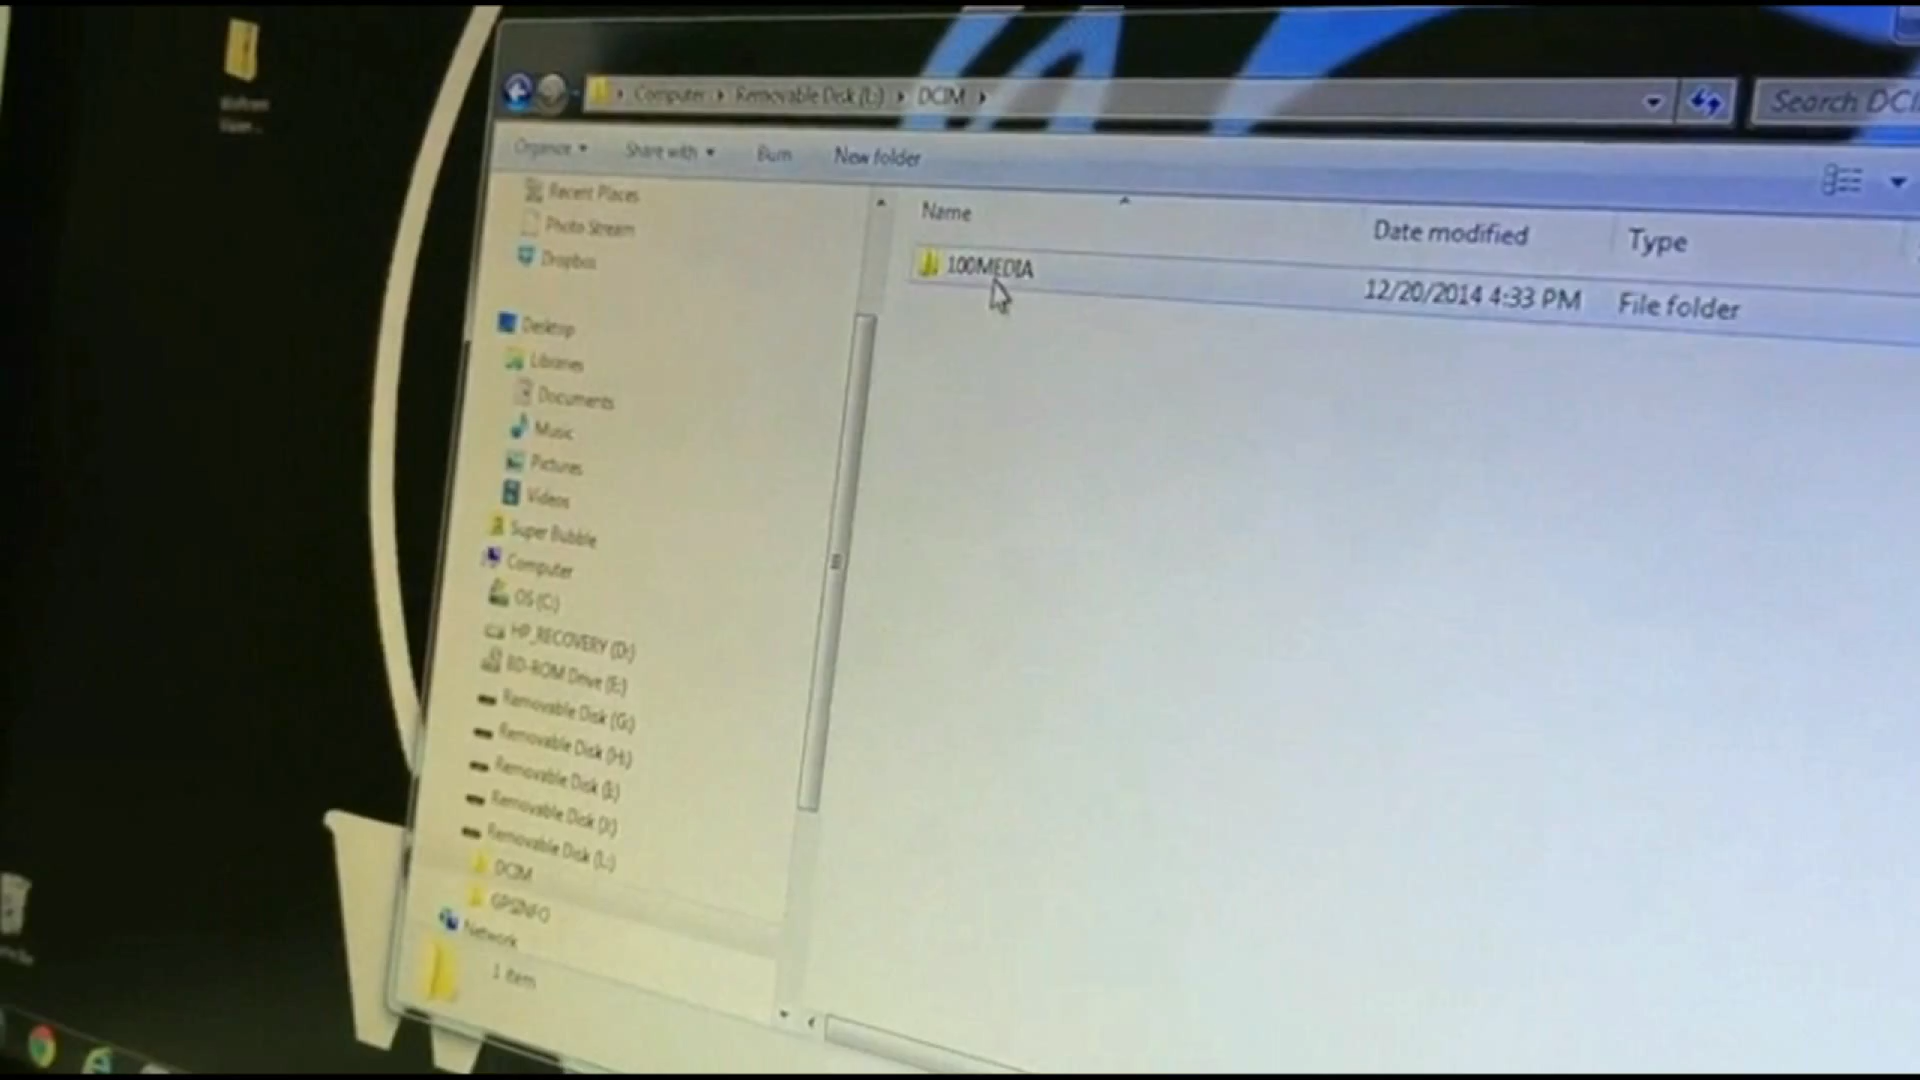 Computer ▸ Removable Disk (L:) ▸ DCIM ▸
Search DCI
Organize Share with Burn New folder
Recent Places
Photo Stream
Dropbox
Desktop
Libraries
Documents
Music
Pictures
Videos
Super Bubble
Computer
OS (C:)
HP_RECOVERY (D:)
BD-ROM Drive (E:)
Removable Disk (G:)
Removable Disk (H:)
Removable Disk (I:)
Removable Disk (J:)
Removable Disk (L:)
DCIM
GPSINFO
Network
1 item
Name Date modified Type
100MEDIA 12/20/2014 4:33 PM File folder